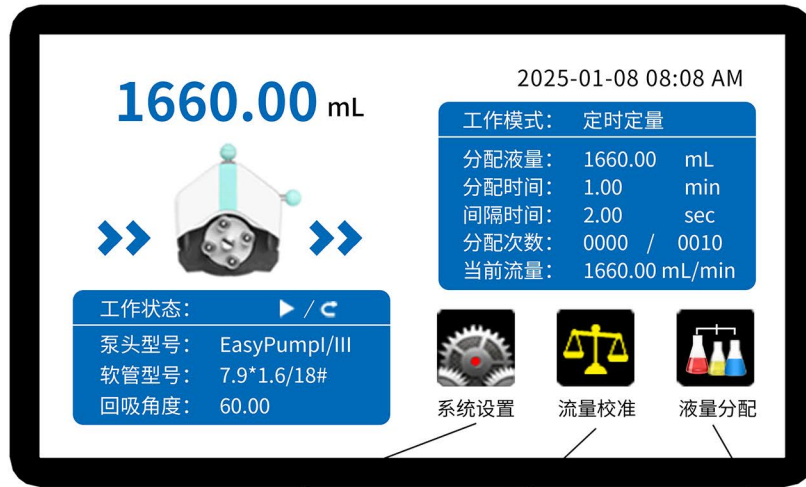 2025-01-08 08:08 AM
1660.00 mL
工作模式： 定时定量
分配液量： 1660.00 mL
分配时间： 1.00 min
间隔时间： 2.00 sec
分配次数： 0000 / 0010
当前流量： 1660.00 mL/min
工作状态： /
泵头型号： EasyPumpI/III
软管型号： 7.9*1.6/18#
回吸角度： 60.00
系统设置
流量校准
液量分配